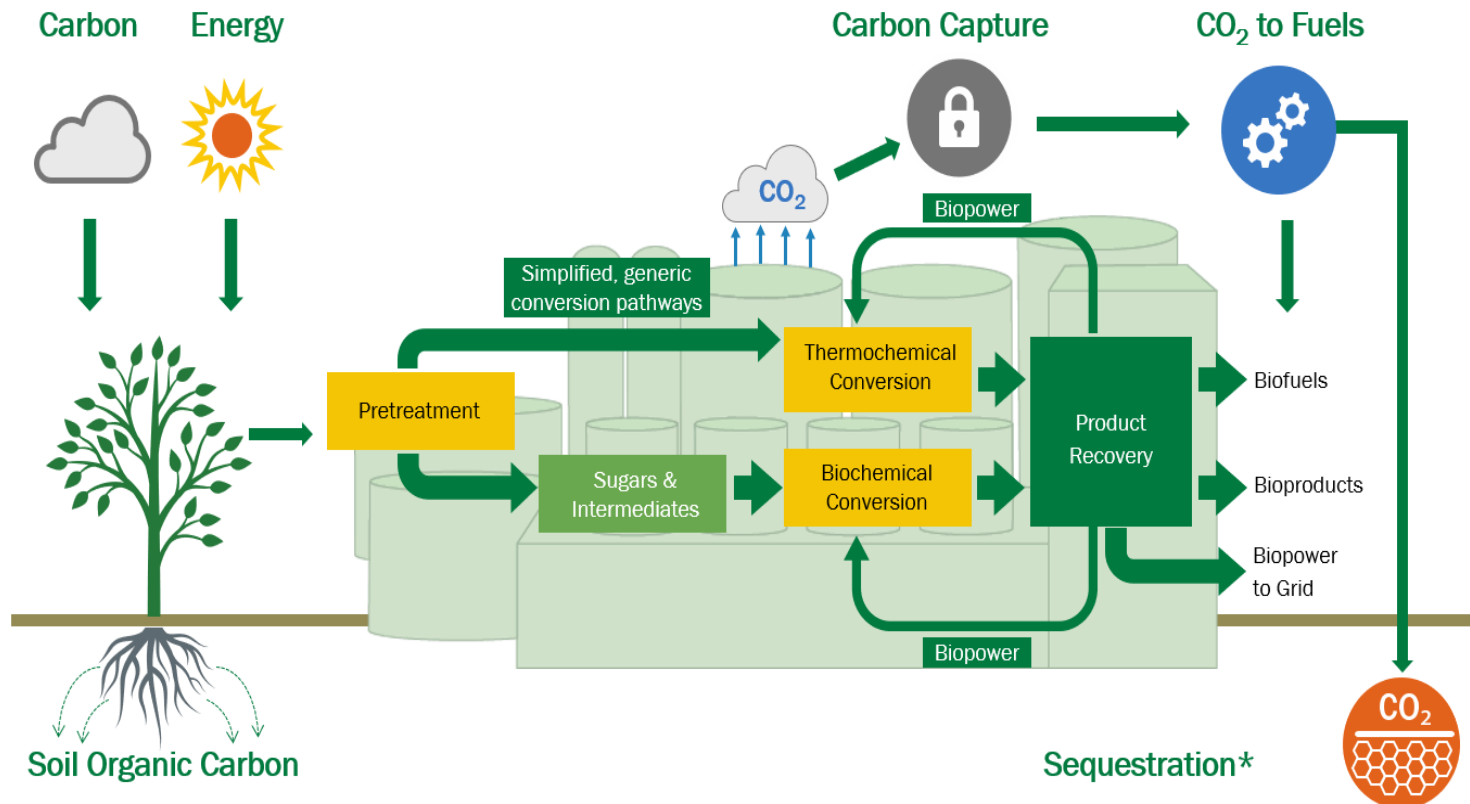 Carbon
Energy
Carbon Capture
CO₂ to Fuels
CO₂
Biopower
Simplified, generic
conversion pathways
Thermochemical
Conversion
Pretreatment
Biofuels
Product
Recovery
Sugars &
Intermediates
Biochemical
Conversion
Bioproducts
Biopower
to Grid
Biopower
Soil Organic Carbon
Sequestration*
CO₂